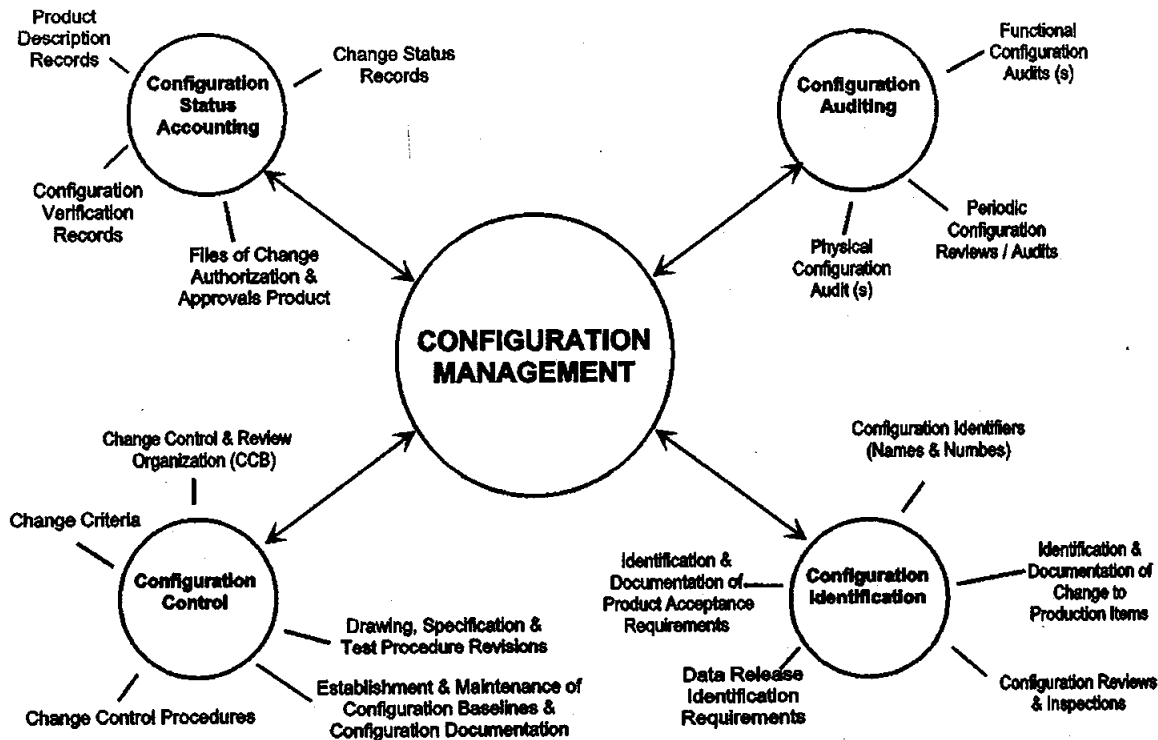 Product
Description
Records
Change Status
Records
Configuration
Status
Accounting
Configuration
Verification
Records
Files of Change
Authorization &
Approvals Product
Functional
Configuration
Audits (s)
Configuration
Auditing
Periodic
Configuration
Reviews / Audits
Physical
Configuration
Audit (s)
CONFIGURATION
MANAGEMENT
Change Control & Review
Organization (CCB)
Change Criteria
Configuration
Control
Drawing, Specification &
Test Procedure Revisions
Establishment & Maintenance of
Configuration Baselines &
Configuration Documentation
Change Control Procedures
Configuration Identifiers
(Names & Numbes)
Identification &
Documentation of
Product Acceptance
Requirements
Configuration
Identification
Identification &
Documentation of
Change to
Production Items
Data Release
Identification
Requirements
Configuration Reviews
& Inspections